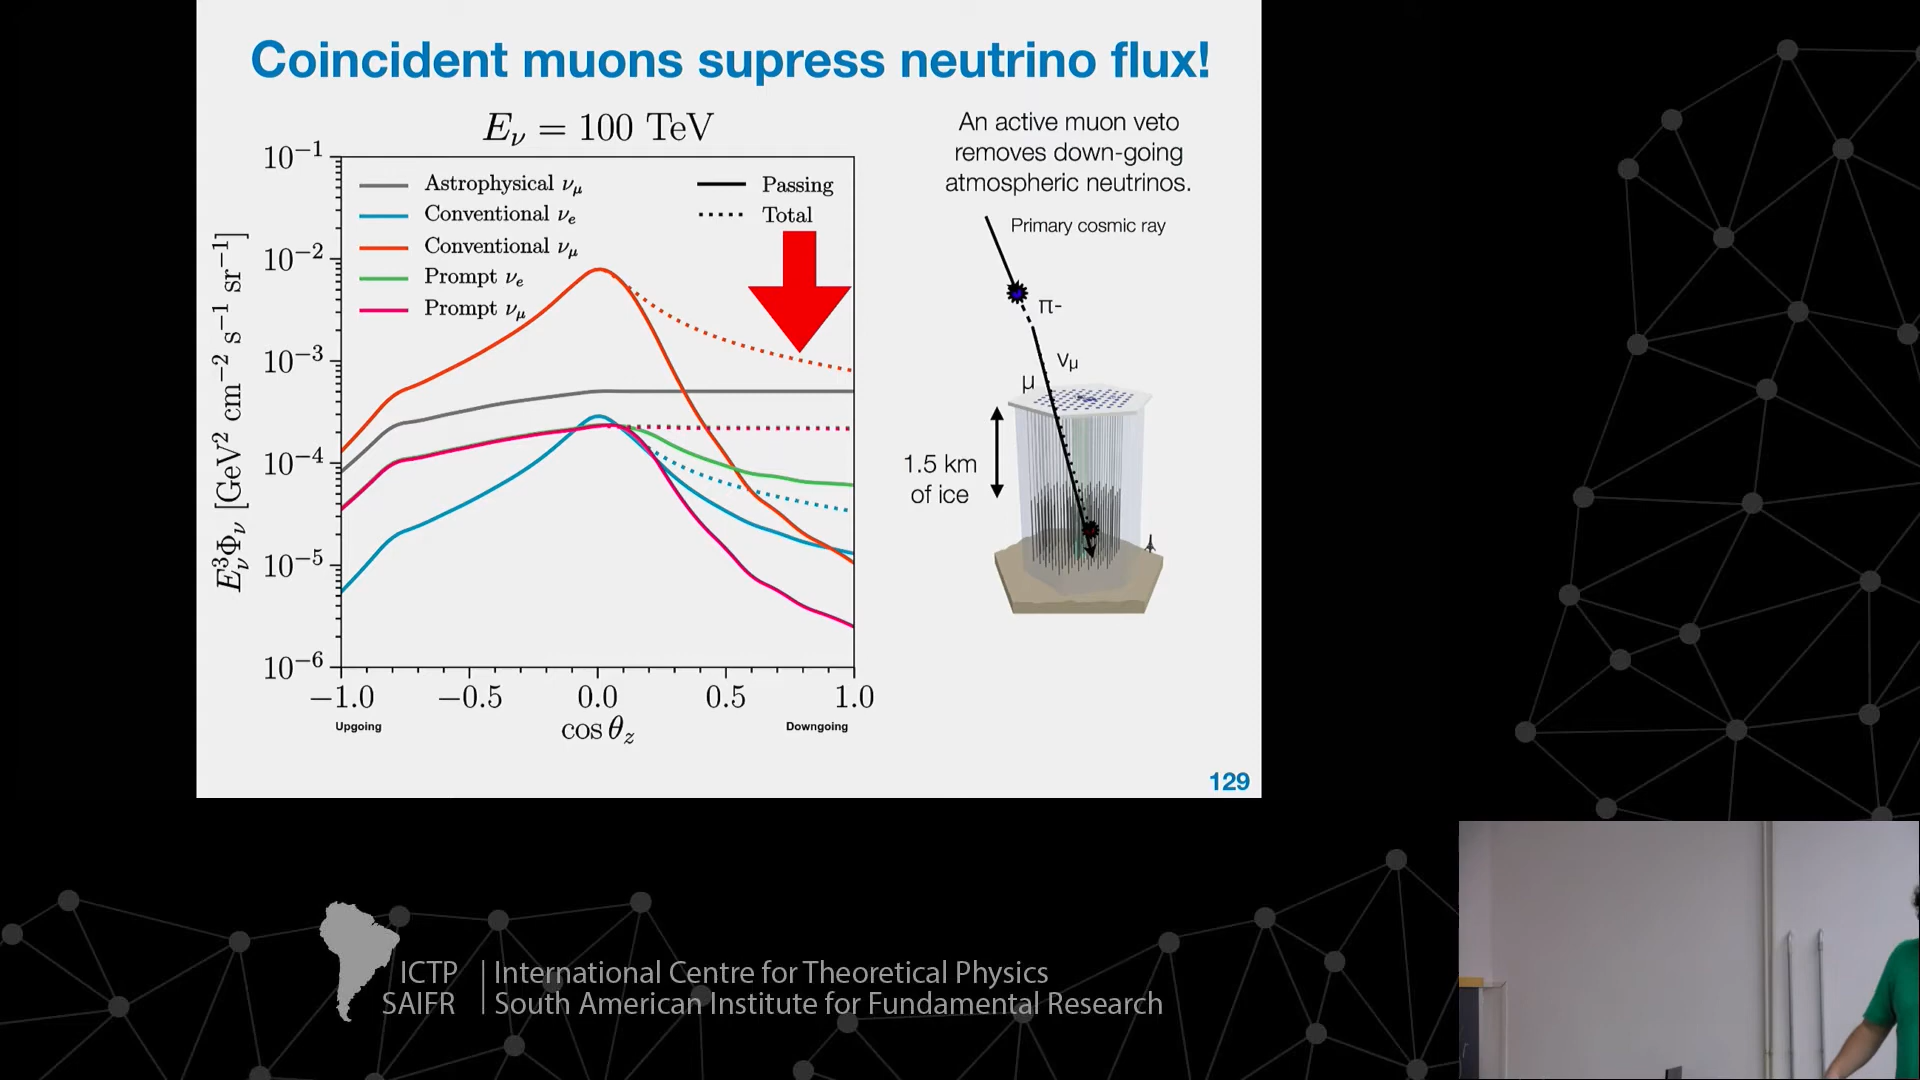 Coincident muons supress neutrino flux!
E_ν = 100 TeV
10⁻¹
10⁻²
10⁻³
10⁻⁴
10⁻⁵
10⁻⁶
E³_νΦ_ν [GeV² cm⁻² s⁻¹ sr⁻¹]
Astrophysical ν_μ
Conventional ν_e
Conventional ν_μ
Prompt ν_e
Prompt ν_μ
Passing
Total
−1.0
−0.5
0.0
0.5
1.0
Upgoing
cos θ_z
Downgoing
An active muon veto
removes down-going
atmospheric neutrinos.
Primary cosmic ray
π-
ν_μ
μ
1.5 km
of ice
129
ICTP
SAIFR
International Centre for Theoretical Physics
South American Institute for Fundamental Research